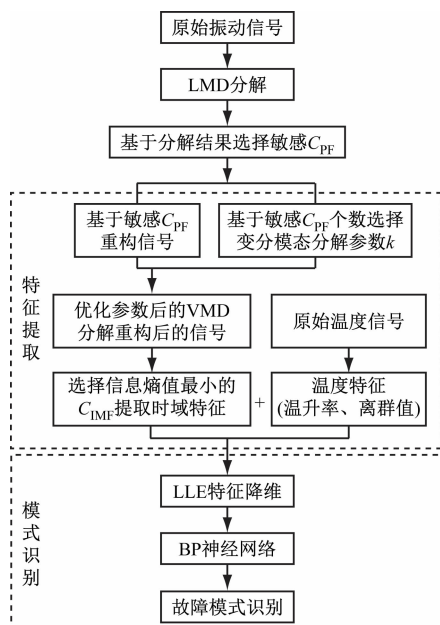 原始振动信号
LMD分解
基于分解结果选择敏感C_PF
特征提取
基于敏感C_PF
重构信号
基于敏感C_PF个数选择
变分模态分解参数k
优化参数后的VMD
分解重构后的信号
原始温度信号
选择信息熵值最小的
C_IMF提取时域特征
+
温度特征
(温升率、离群值)
模式识别
LLE特征降维
BP神经网络
故障模式识别